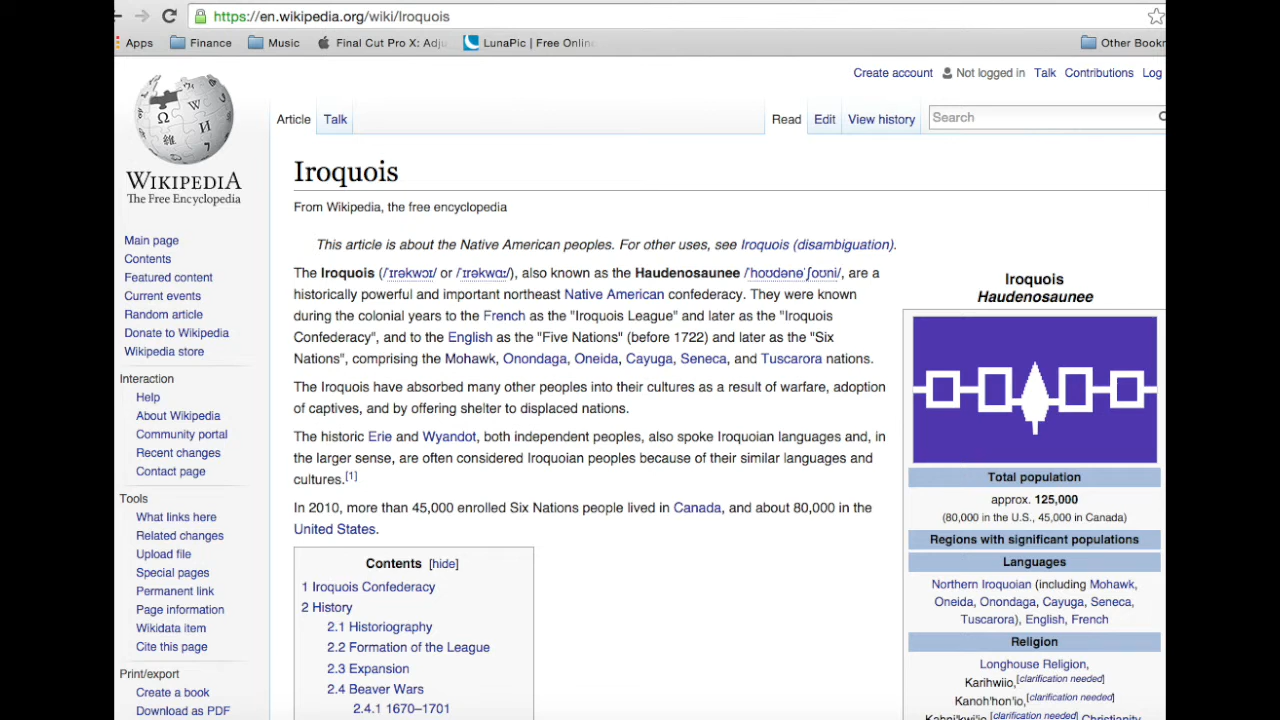 https://en.wikipedia.org/wiki/Iroquois
Apps Finance Music Final Cut Pro X: Adju LunaPic | Free Onlin Other Bookr
Create account Not logged in Talk Contributions Log
Article Talk Read Edit View history Search
WIKIPEDIA
The Free Encyclopedia
Main page
Contents
Featured content
Current events
Random article
Donate to Wikipedia
Wikipedia store
Interaction
Help
About Wikipedia
Community portal
Recent changes
Contact page
Tools
What links here
Related changes
Upload file
Special pages
Permanent link
Page information
Wikidata item
Cite this page
Print/export
Create a book
Download as PDF
Iroquois
From Wikipedia, the free encyclopedia
This article is about the Native American peoples. For other uses, see Iroquois (disambiguation).
The Iroquois (/ˈɪrəkwɔɪ/ or /ˈɪrəkwɑː/), also known as the Haudenosaunee /ˈhoʊdənəˈʃoʊni/, are a
historically powerful and important northeast Native American confederacy. They were known
during the colonial years to the French as the "Iroquois League" and later as the "Iroquois
Confederacy", and to the English as the "Five Nations" (before 1722) and later as the "Six
Nations", comprising the Mohawk, Onondaga, Oneida, Cayuga, Seneca, and Tuscarora nations.
The Iroquois have absorbed many other peoples into their cultures as a result of warfare, adoption
of captives, and by offering shelter to displaced nations.
The historic Erie and Wyandot, both independent peoples, also spoke Iroquoian languages and, in
the larger sense, are often considered Iroquoian peoples because of their similar languages and
cultures.[1]
In 2010, more than 45,000 enrolled Six Nations people lived in Canada, and about 80,000 in the
United States.
Contents [hide]
1 Iroquois Confederacy
2 History
2.1 Historiography
2.2 Formation of the League
2.3 Expansion
2.4 Beaver Wars
2.4.1 1670–1701
Iroquois
Haudenosaunee
Total population
approx. 125,000
(80,000 in the U.S., 45,000 in Canada)
Regions with significant populations
Languages
Northern Iroquoian (including Mohawk,
Oneida, Onondaga, Cayuga, Seneca,
Tuscarora), English, French
Religion
Longhouse Religion,
Karihwiio,[clarification needed]
Kanoh'hon'io,[clarification needed]
Kahni'kwi'io,[clarification needed] Christianity